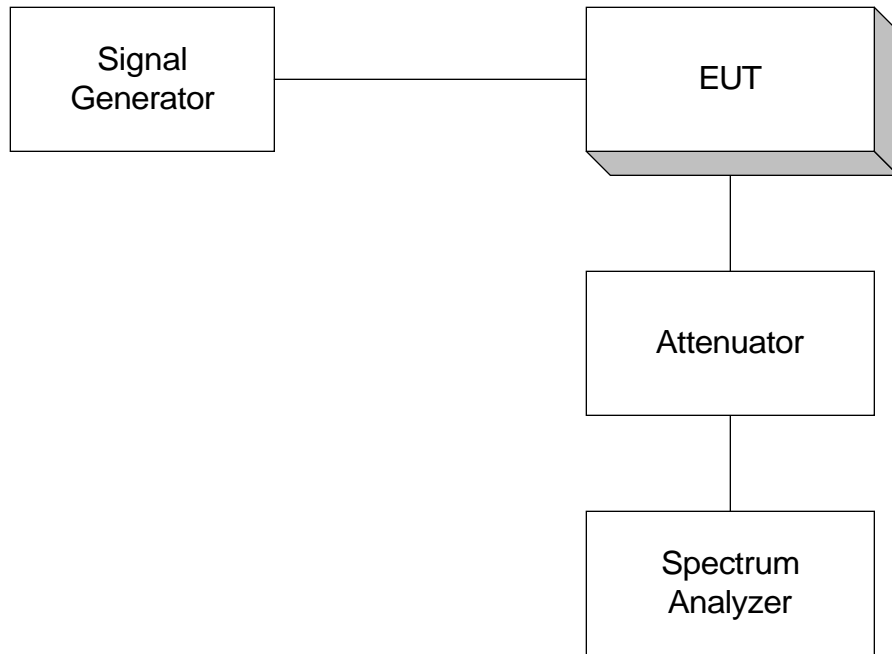 Signal
Generator
EUT
Attenuator
Spectrum
Analyzer